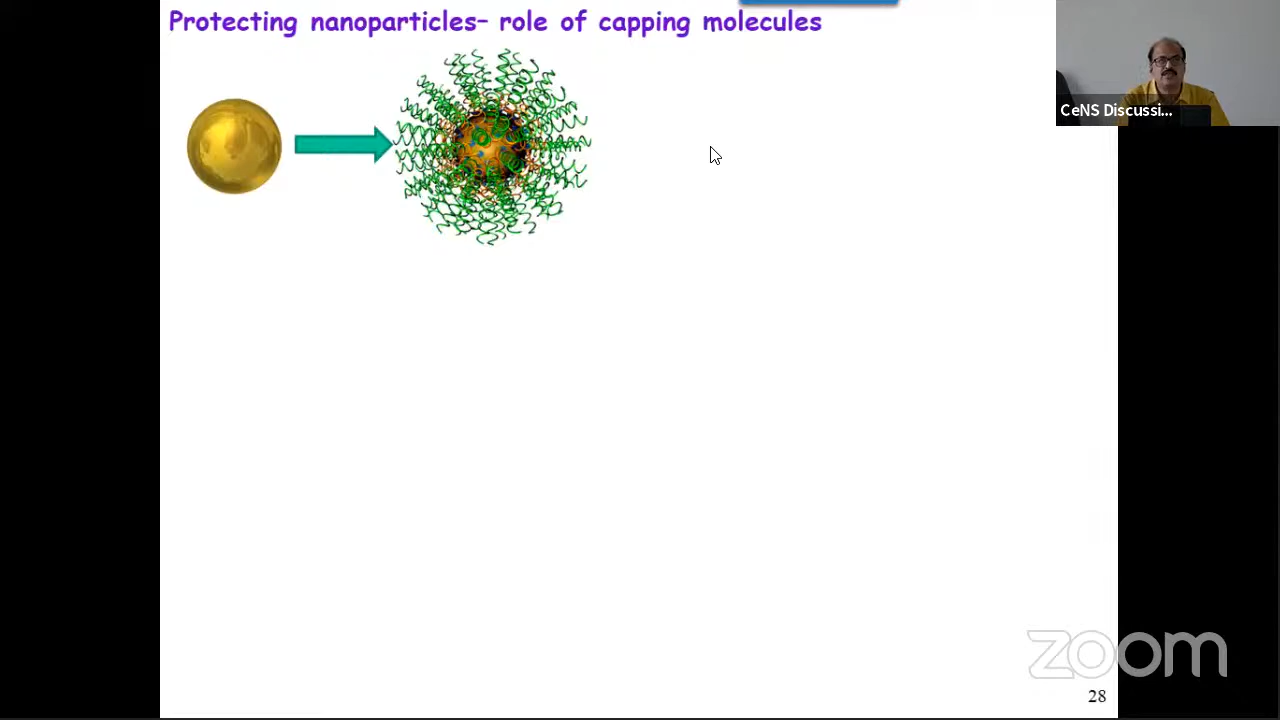 Protecting nanoparticles– role of capping molecules
CeNS Discussi...
zoom
28